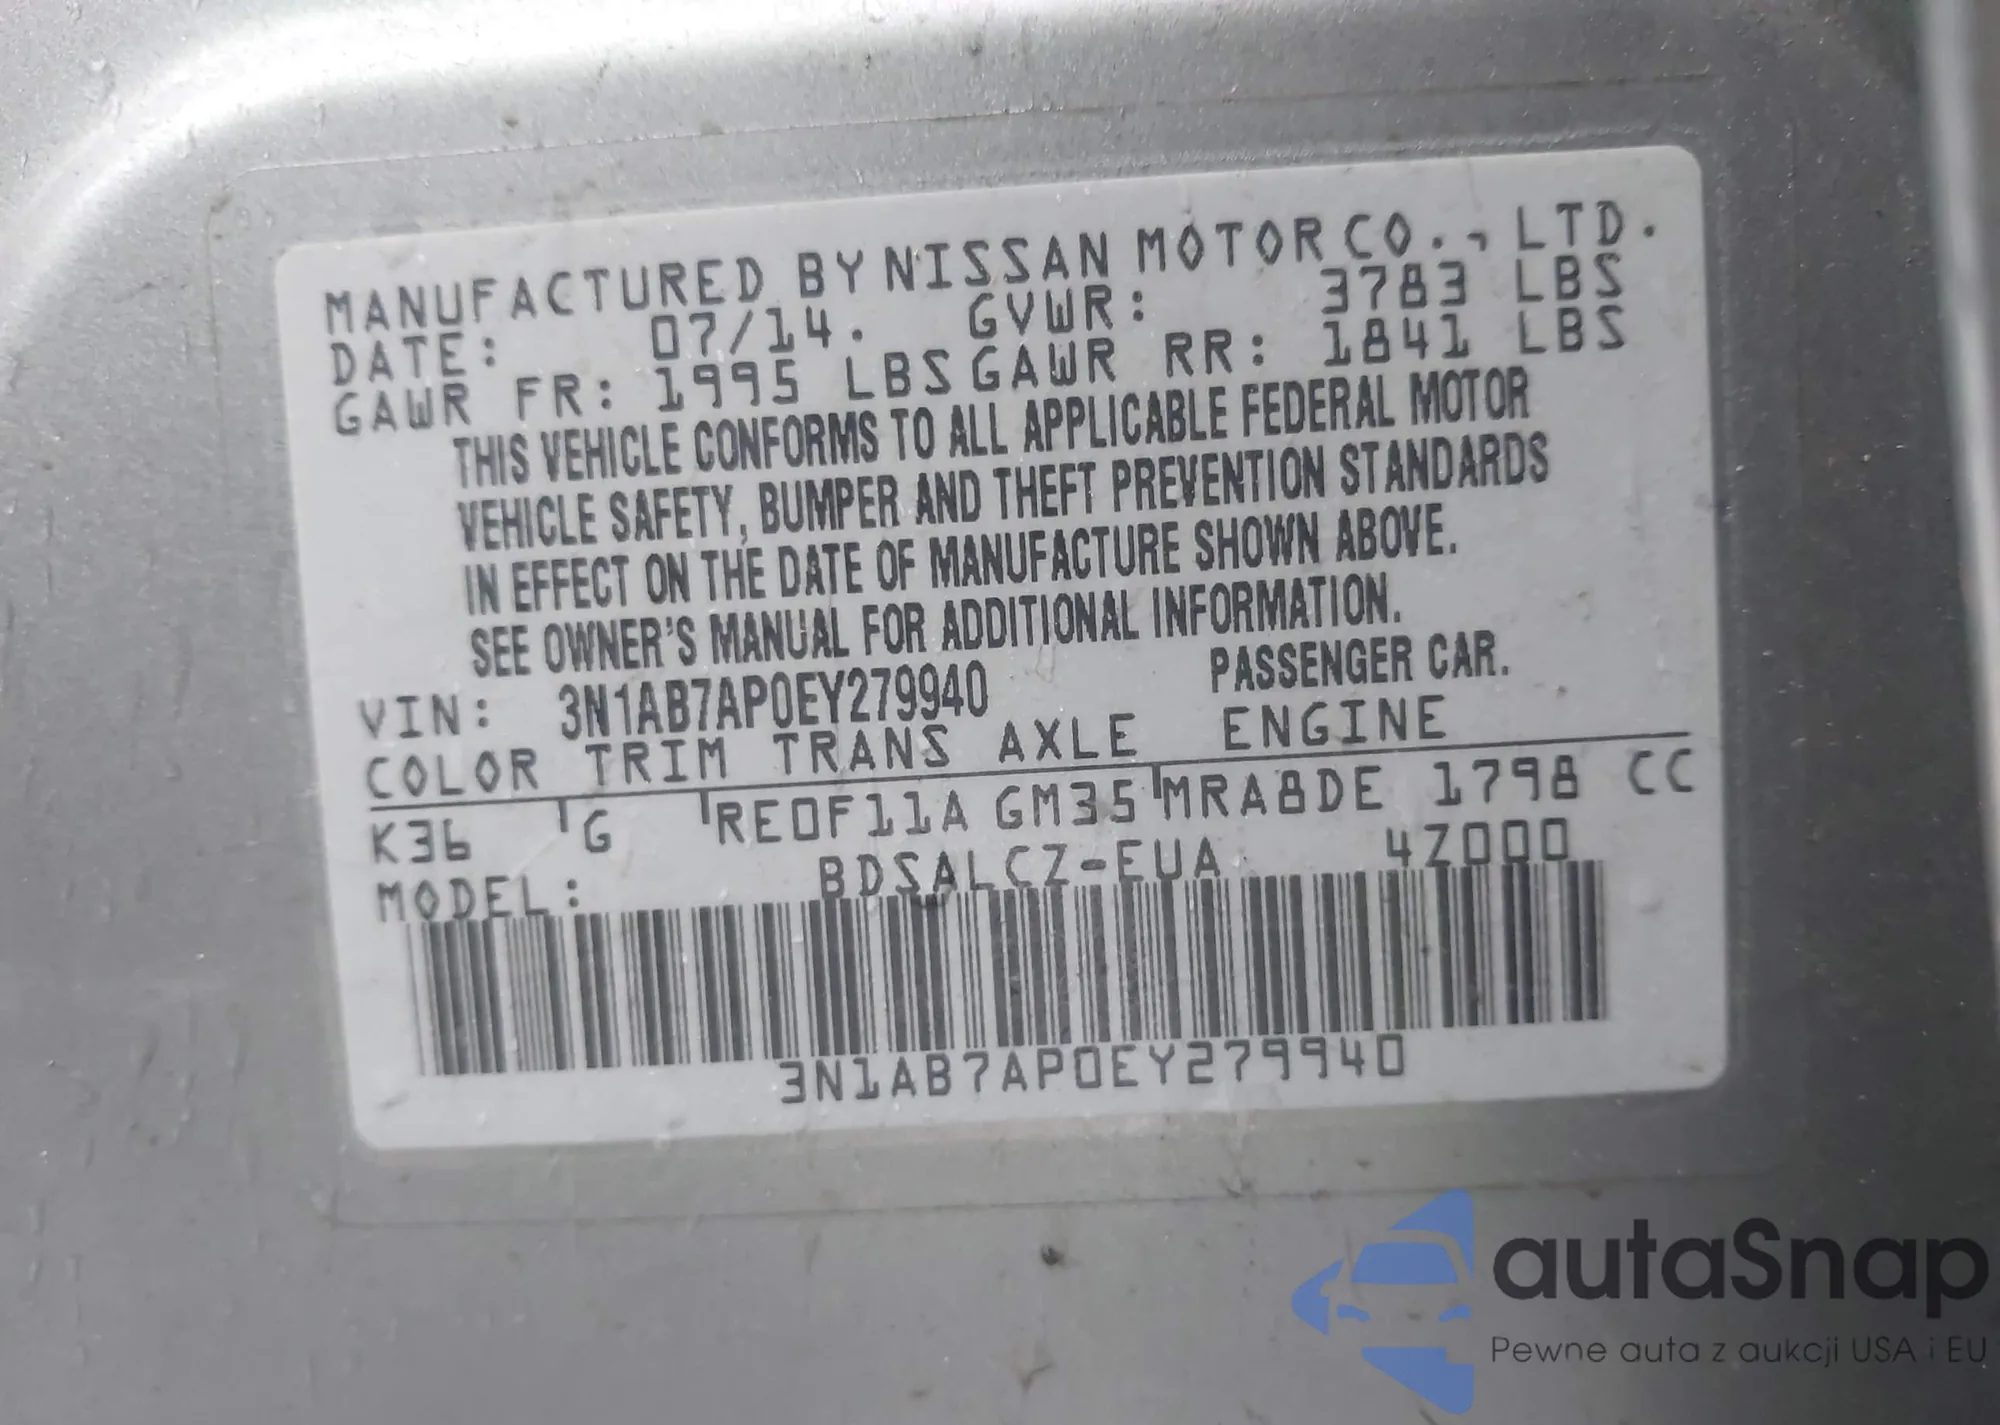 MANUFACTURED BY NISSAN MOTOR CO., LTD.
DATE: 07/14. GVWR: 3783 LBS
GAWR FR: 1995 LBS GAWR RR: 1841 LBS
THIS VEHICLE CONFORMS TO ALL APPLICABLE FEDERAL MOTOR
VEHICLE SAFETY, BUMPER AND THEFT PREVENTION STANDARDS
IN EFFECT ON THE DATE OF MANUFACTURE SHOWN ABOVE.
SEE OWNER'S MANUAL FOR ADDITIONAL INFORMATION.
VIN: 3N1AB7AP0EY279940 PASSENGER CAR.
COLOR TRIM TRANS AXLE ENGINE
K36 G RE0F11A GM35 MRA8DE 1798 CC
MODEL: BDSALCZ-EUA 4Z000
3N1AB7AP0EY279940
autaSnap
Pewne auta z aukcji USA i EU